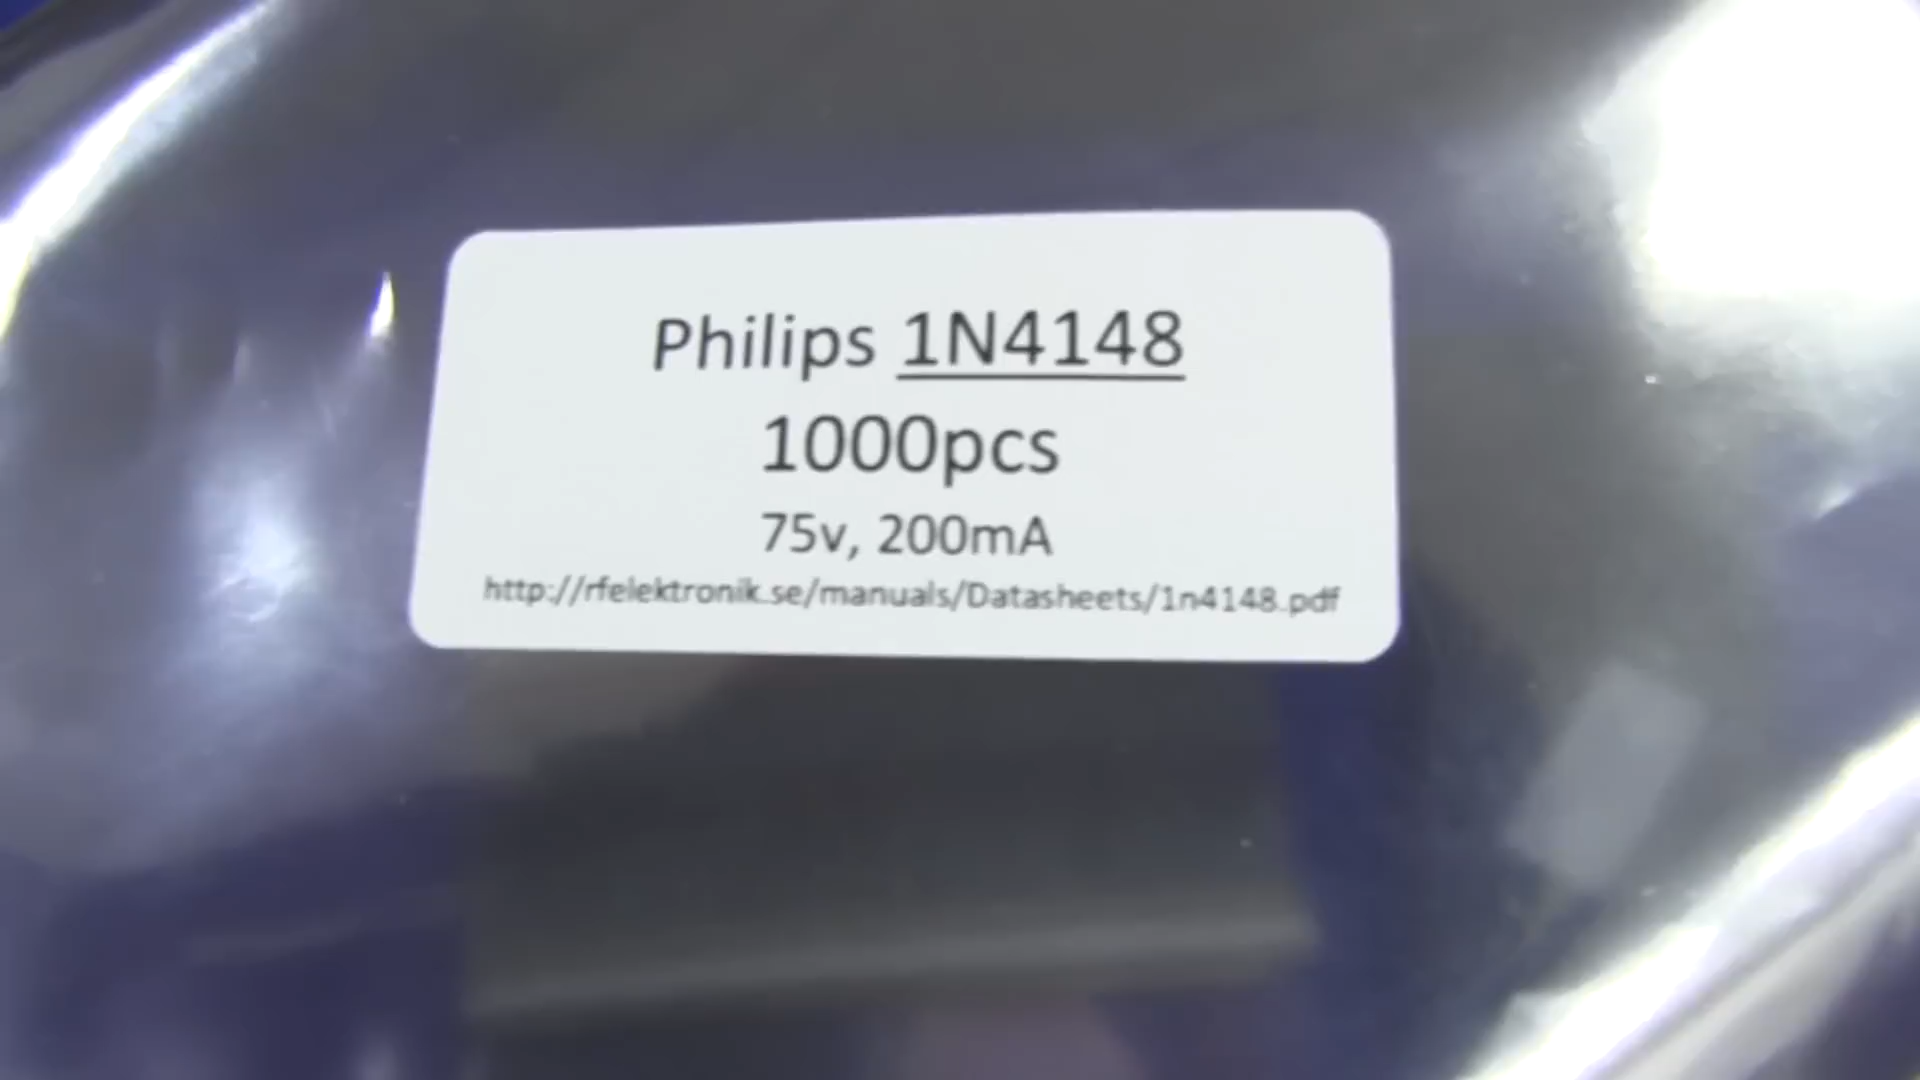 Philips 1N4148
1000pcs
75v, 200mA
http://rfelektronik.se/manuals/Datasheets/1n4148.pdf